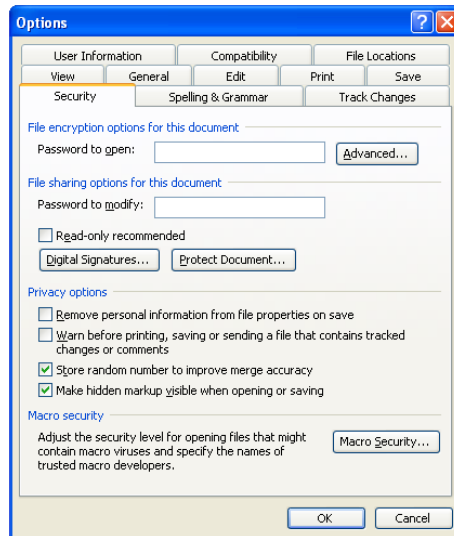 Options
User Information Compatibility File Locations
View General Edit Print Save
Security Spelling & Grammar Track Changes
File encryption options for this document
Password to open: Advanced...
File sharing options for this document
Password to modify:
Read-only recommended
Digital Signatures... Protect Document...
Privacy options
Remove personal information from file properties on save
Warn before printing, saving or sending a file that contains tracked
changes or comments
Store random number to improve merge accuracy
Make hidden markup visible when opening or saving
Macro security
Adjust the security level for opening files that might
contain macro viruses and specify the names of
trusted macro developers.
Macro Security...
OK Cancel